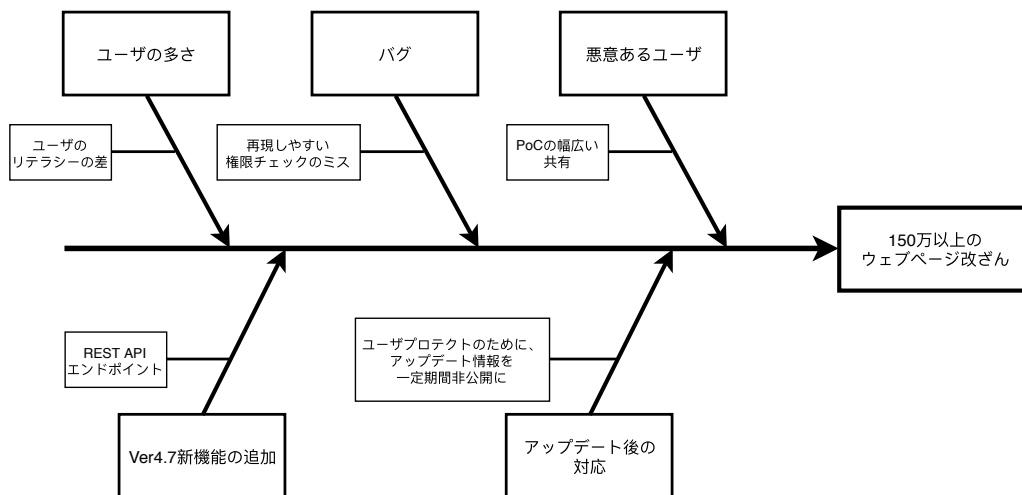 ユーザの多さ
バグ
悪意あるユーザ
ユーザの
リテラシーの差
再現しやすい
権限チェックのミス
PoCの幅広い
共有
150万以上の
ウェブページ改ざん
REST API
エンドポイント
ユーザプロテクトのために、
アップデート情報を
一定期間非公開に
Ver4.7新機能の追加
アップデート後の
対応